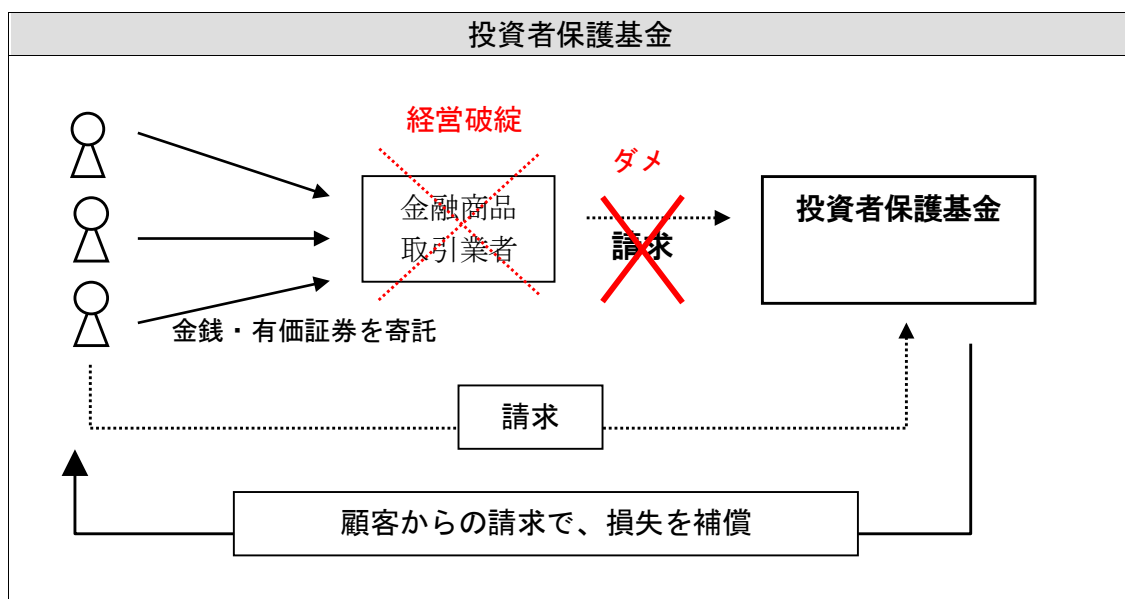 投資者保護基金
経営破綻
ダメ
金融商品
取引業者
請求
投資者保護基金
金銭・有価証券を寄託
請求
顧客からの請求で、損失を補償